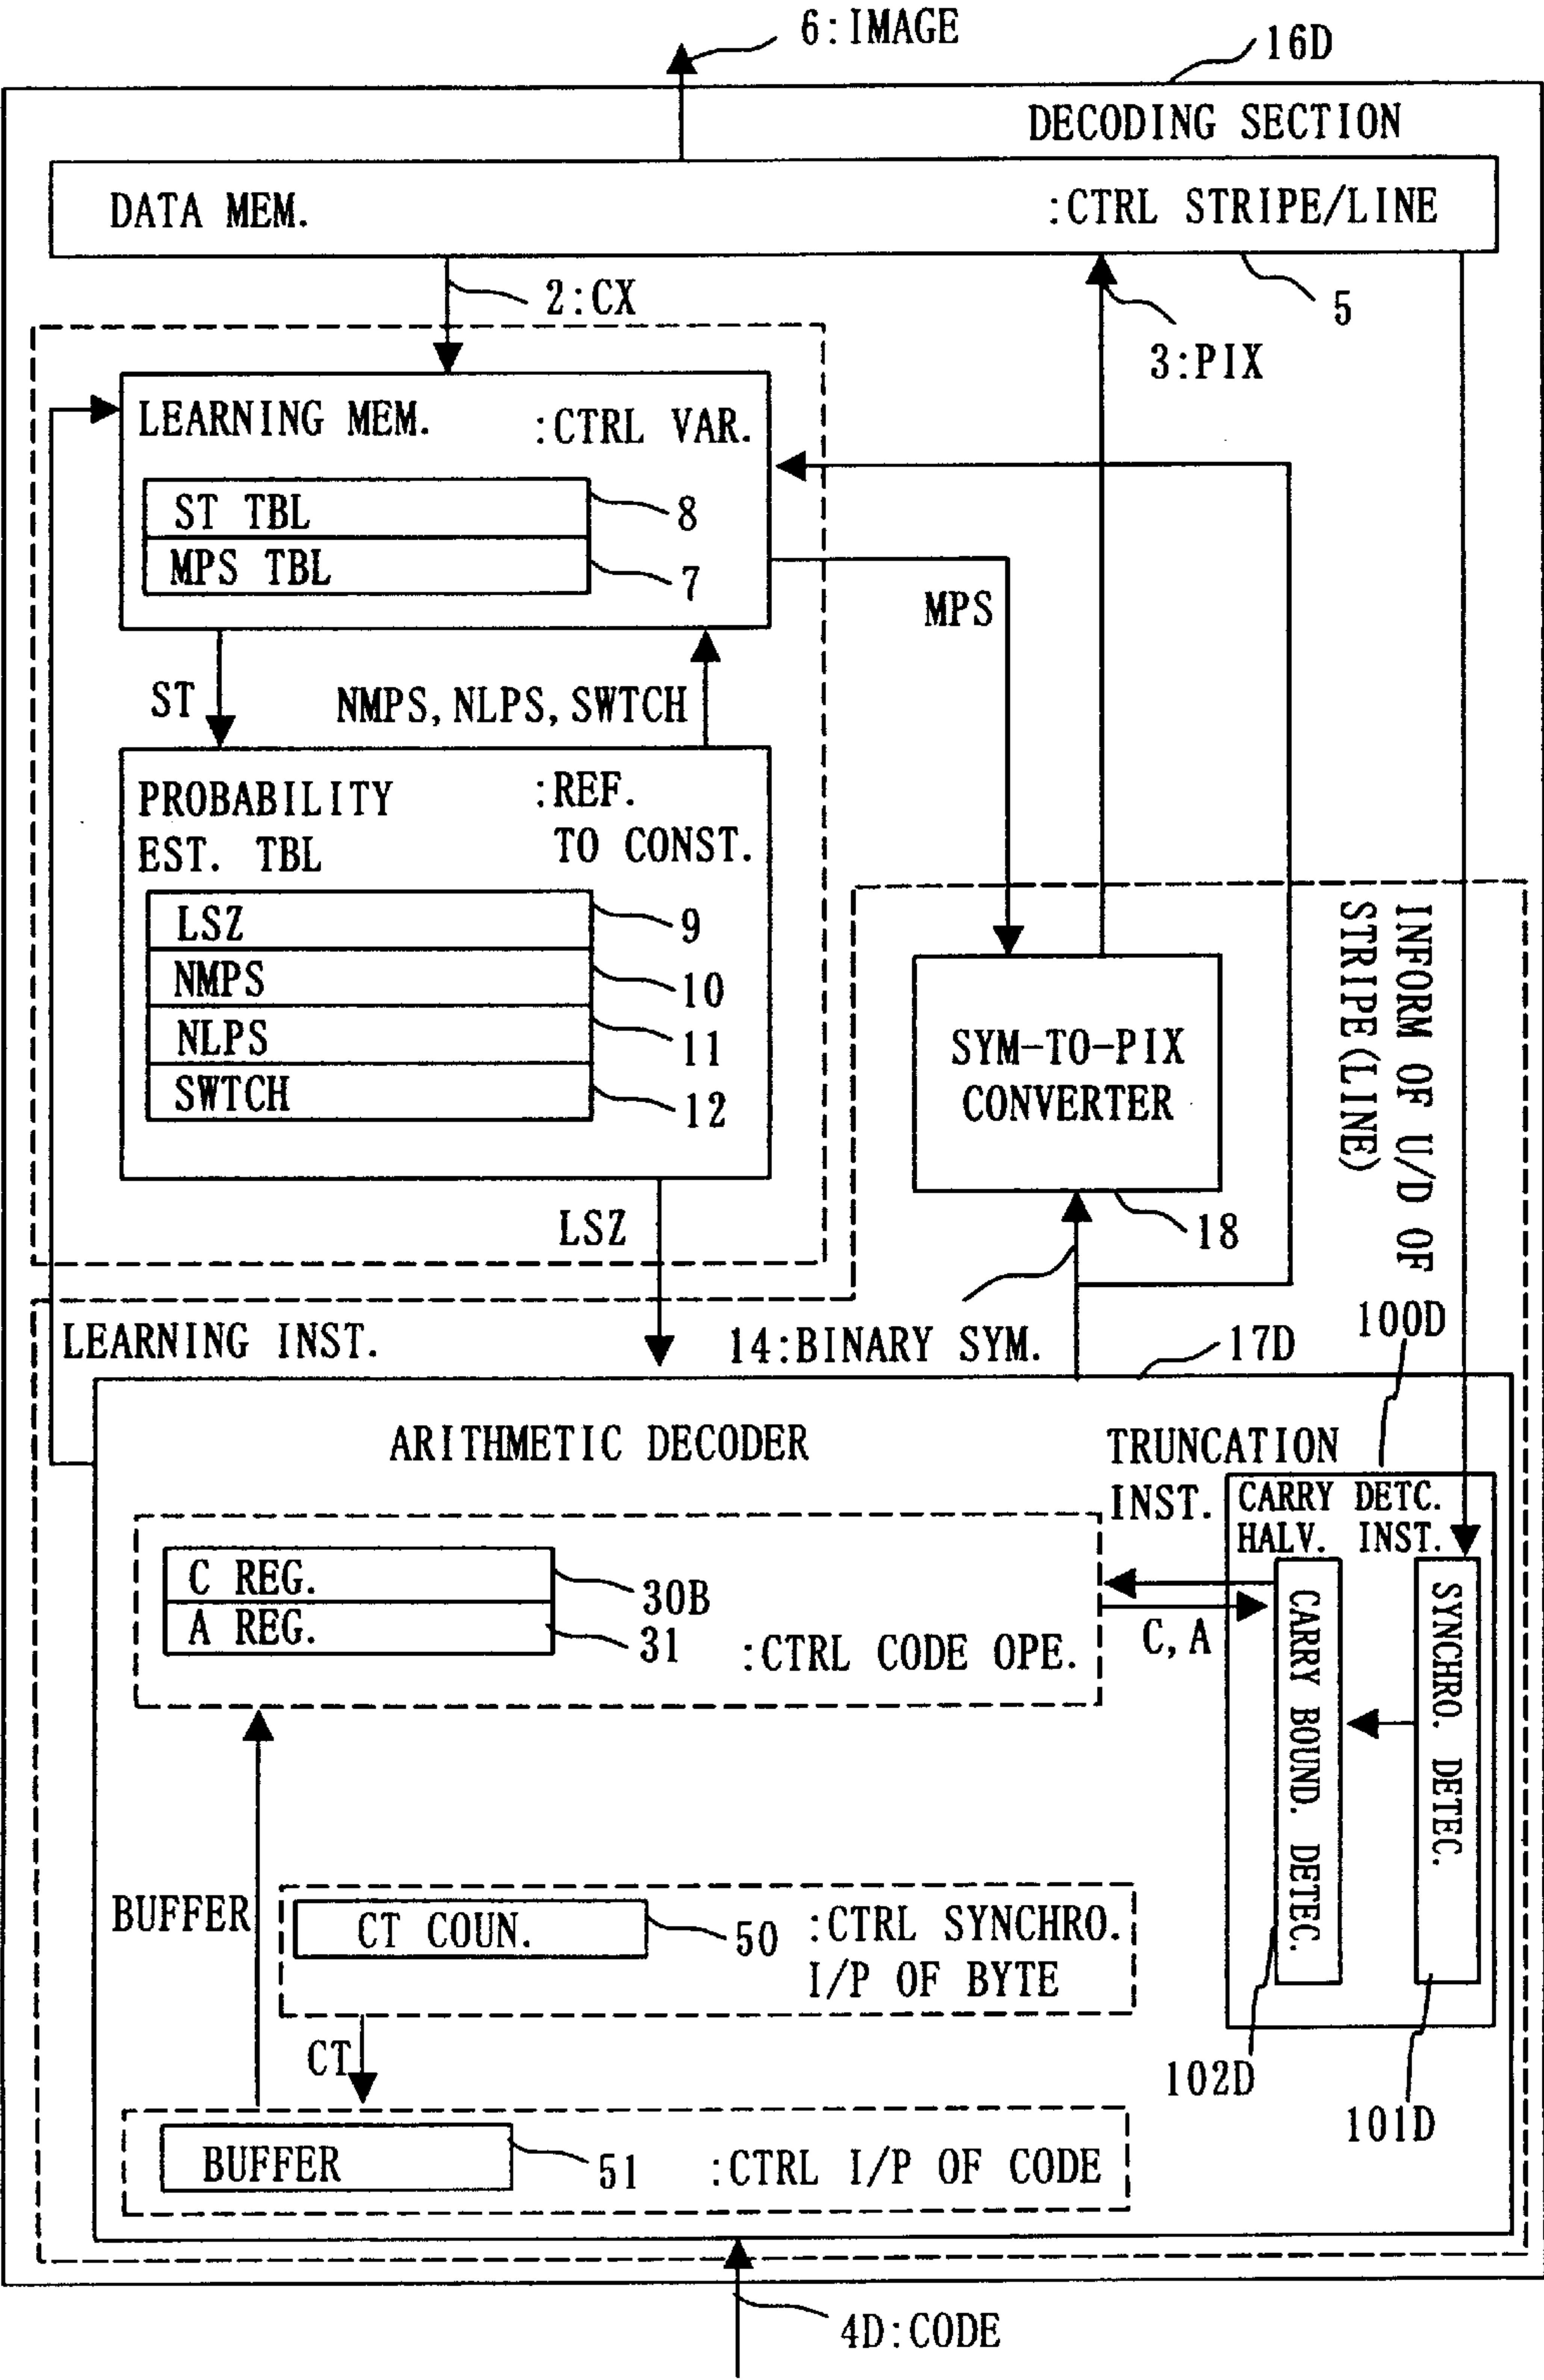 6:IMAGE
16D
DECODING SECTION
DATA MEM.
:CTRL STRIPE/LINE
2:CX
5
3:PIX
LEARNING MEM.
:CTRL VAR.
ST TBL
8
MPS TBL
7
MPS
ST
NMPS, NLPS, SWTCH
PROBABILITY
EST. TBL
:REF.
TO CONST.
LSZ
9
NMPS
10
NLPS
11
SWTCH
12
INFORM OF U/D OF
STRIPE(LINE)
SYM-TO-PIX
CONVERTER
18
LSZ
LEARNING INST.
14:BINARY SYM.
17D
100D
ARITHMETIC DECODER
TRUNCATION
INST.
CARRY DETC.
HALV. INST.
C REG.
30B
A REG.
31
:CTRL CODE OPE.
C, A
CARRY BOUND. DETEC.
SYNCHRO. DETEC.
BUFFER
CT COUN.
50
:CTRL SYNCHRO.
I/P OF BYTE
CT
102D
101D
BUFFER
51
:CTRL I/P OF CODE
4D:CODE